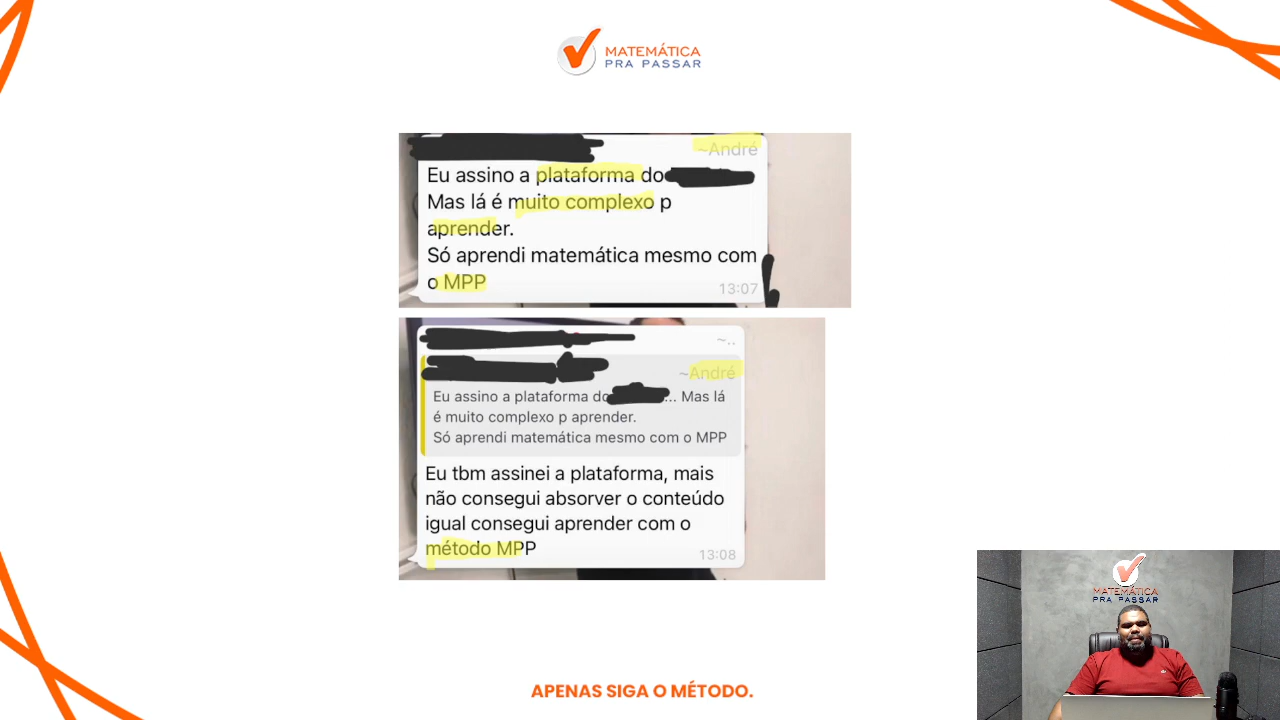 MATEMÁTICA
PRA PASSAR
~André
Eu assino a plataforma do
Mas lá é muito complexo p
aprender.
Só aprendi matemática mesmo com
o MPP
13:07
~..
~André
Eu assino a plataforma do ... Mas lá
é muito complexo p aprender.
Só aprendi matemática mesmo com o MPP
Eu tbm assinei a plataforma, mais
não consegui absorver o conteúdo
igual consegui aprender com o
método MPP
13:08
MATEMÁTICA
PRA PASSAR
APENAS SIGA O MÉTODO.